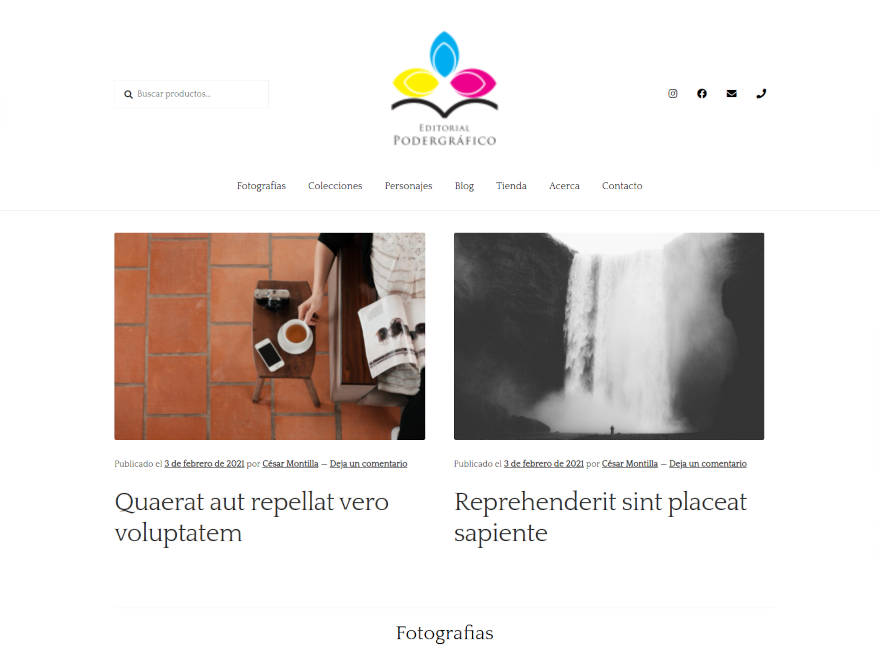 Buscar productos...
EDITORIAL
PODERGRÁFICO
Fotografías Colecciones Personajes Blog Tienda Acerca Contacto
Publicado el 3 de febrero de 2021 por César Montilla — Deja un comentario
Quaerat aut repellat vero
voluptatem
Publicado el 3 de febrero de 2021 por César Montilla — Deja un comentario
Reprehenderit sint placeat
sapiente
Fotografias